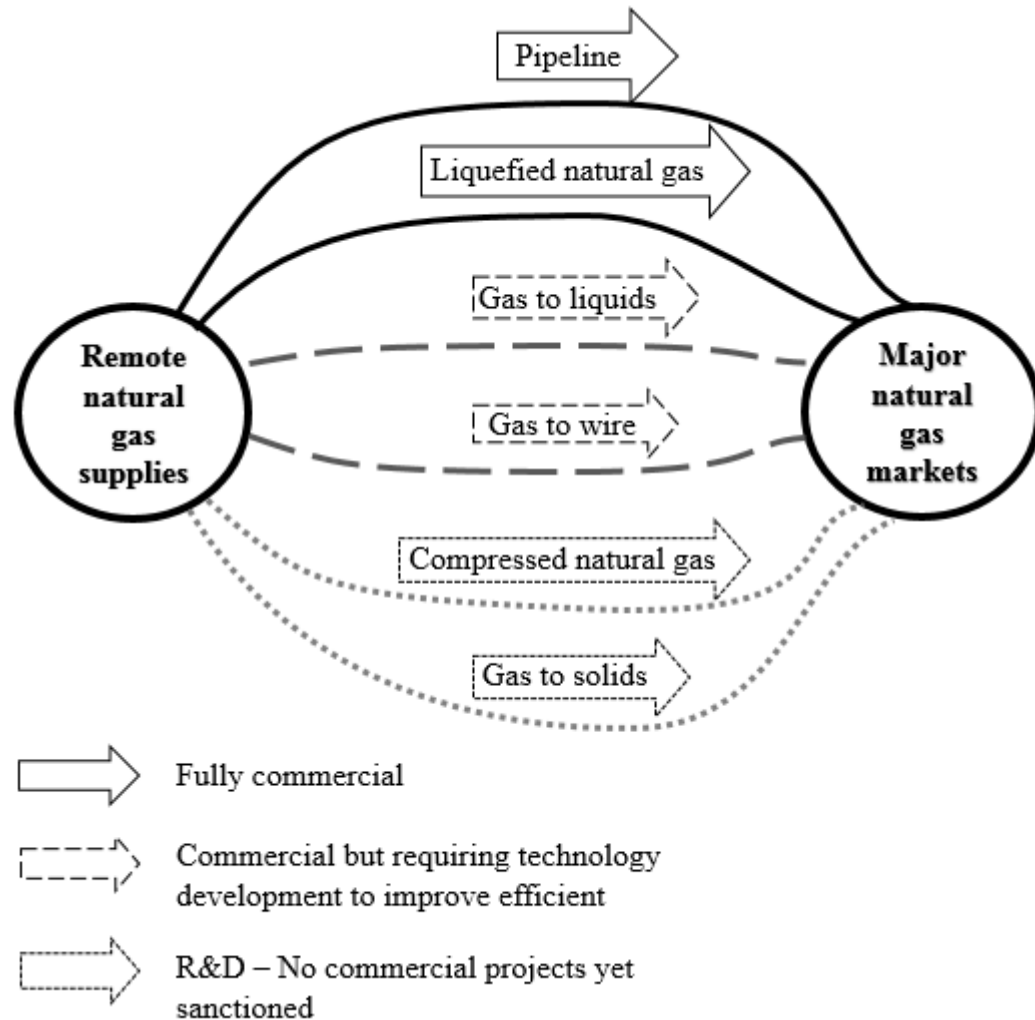 Pipeline
Liquefied natural gas
Gas to liquids
Remote
natural
gas
supplies
Major
natural
gas
markets
Gas to wire
Compressed natural gas
Gas to solids
Fully commercial
Commercial but requiring technology
development to improve efficient
R&D – No commercial projects yet
sanctioned